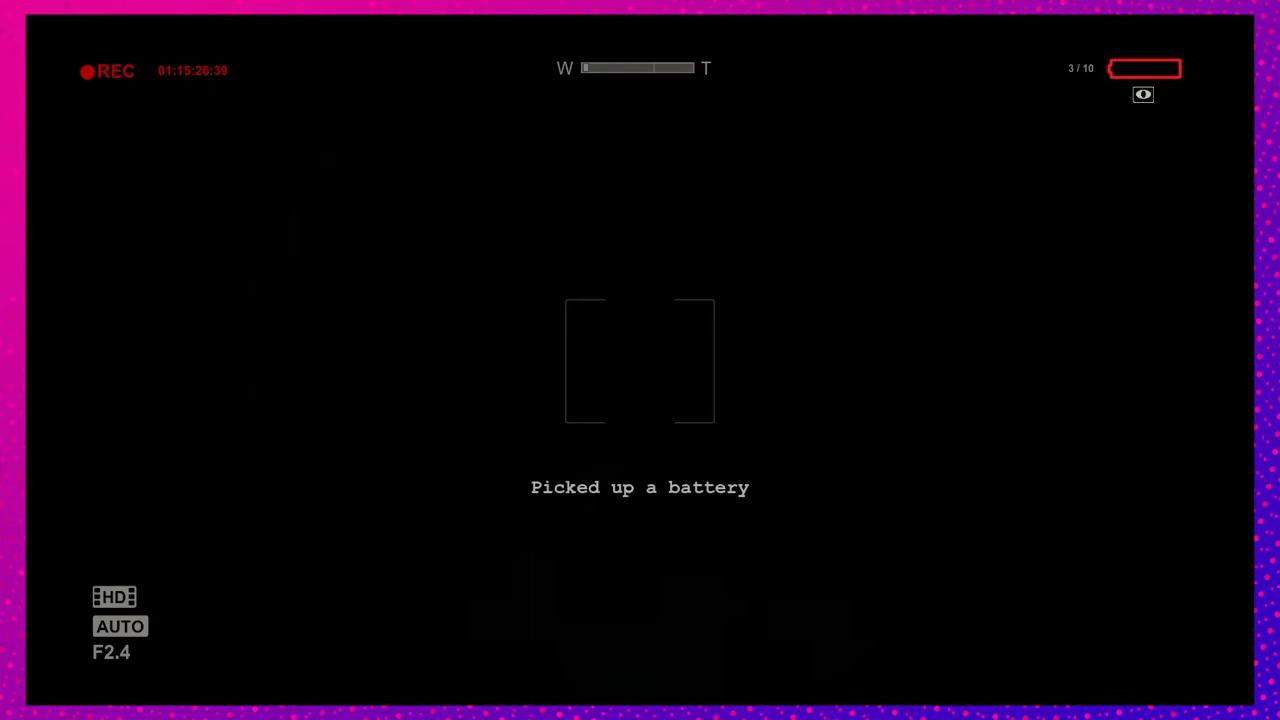 REC 01:15:26:39
W T
3 / 10
Picked up a battery
HD
AUTO
F2.4